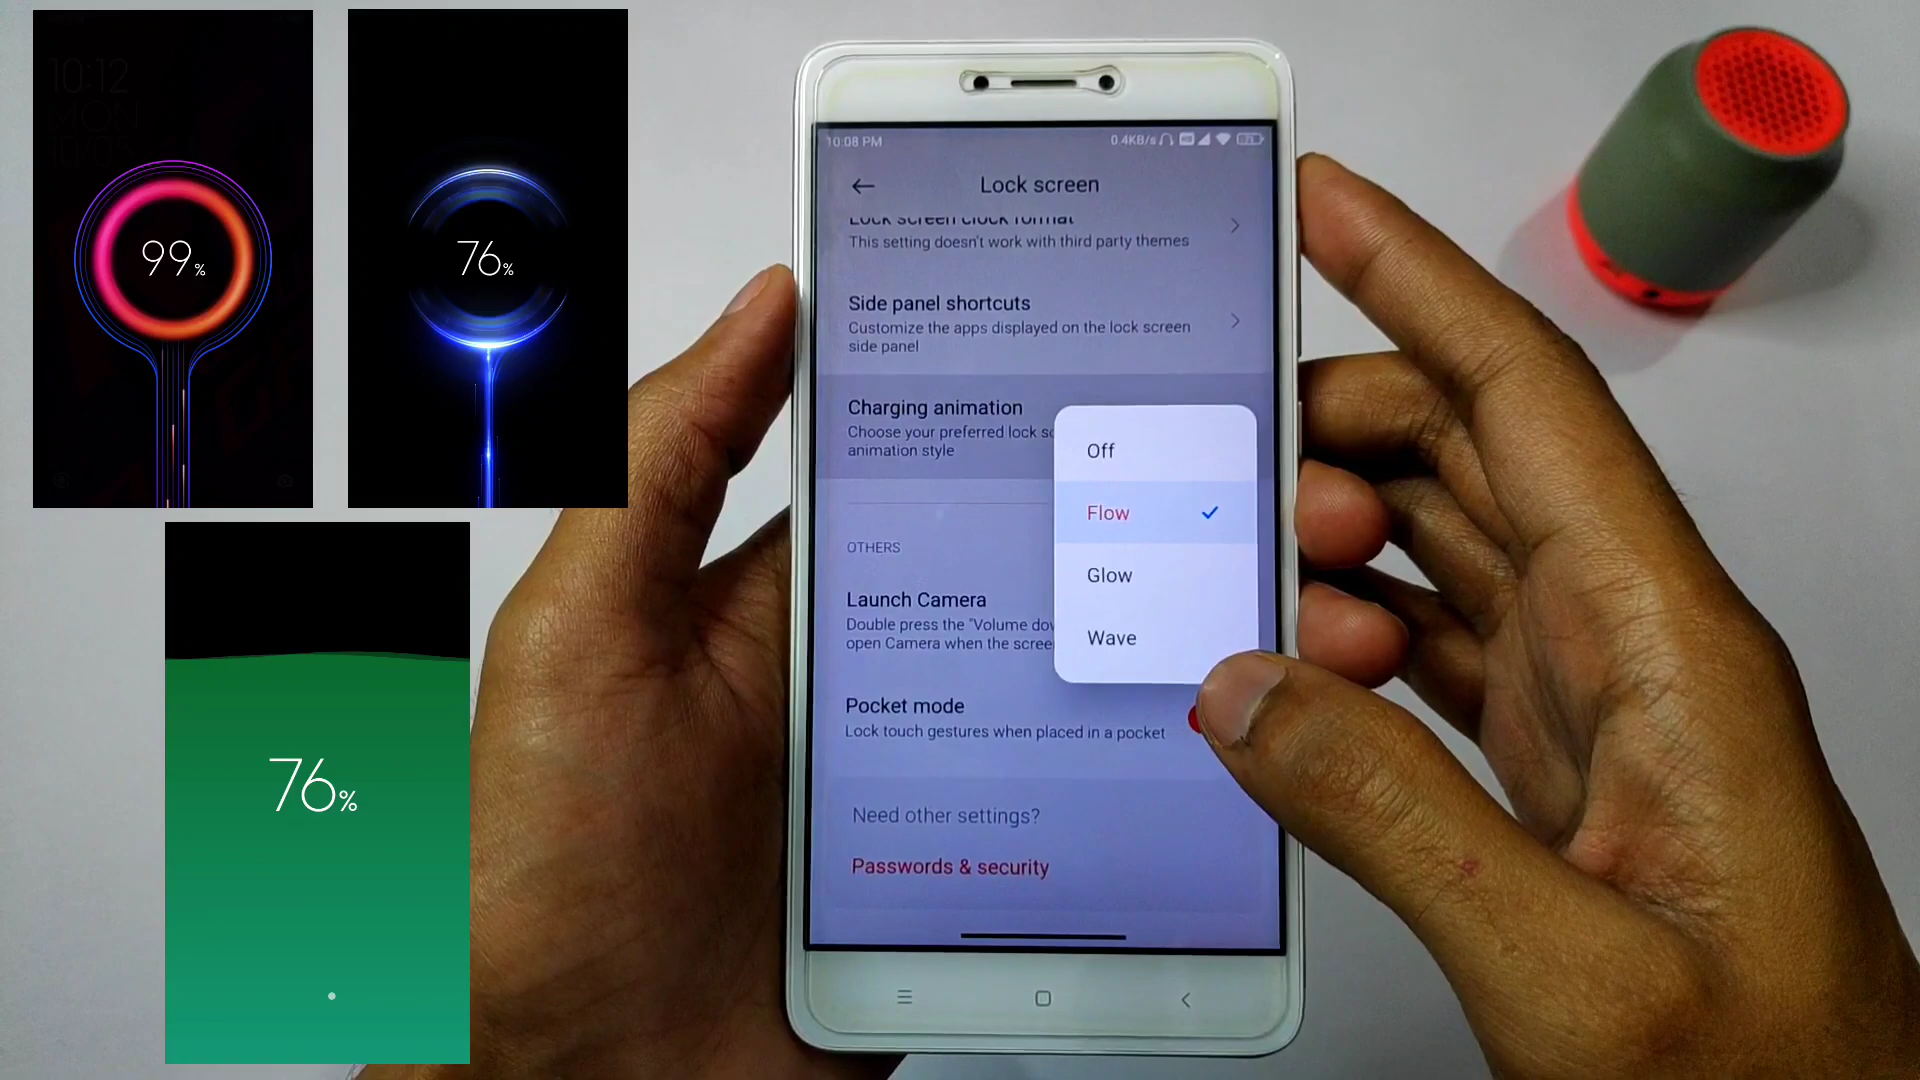 10:12
MON
10/05
99%
76%
76%
10:08 PM
0.4KB/s
Lock screen
Lock screen clock format
This setting doesn't work with third party themes
Side panel shortcuts
Customize the apps displayed on the lock screen
side panel
Charging animation
Choose your preferred lock sc
animation style
Off
Flow
Glow
Wave
OTHERS
Launch Camera
Double press the "Volume dow
open Camera when the scree
Pocket mode
Lock touch gestures when placed in a pocket
Need other settings?
Passwords & security